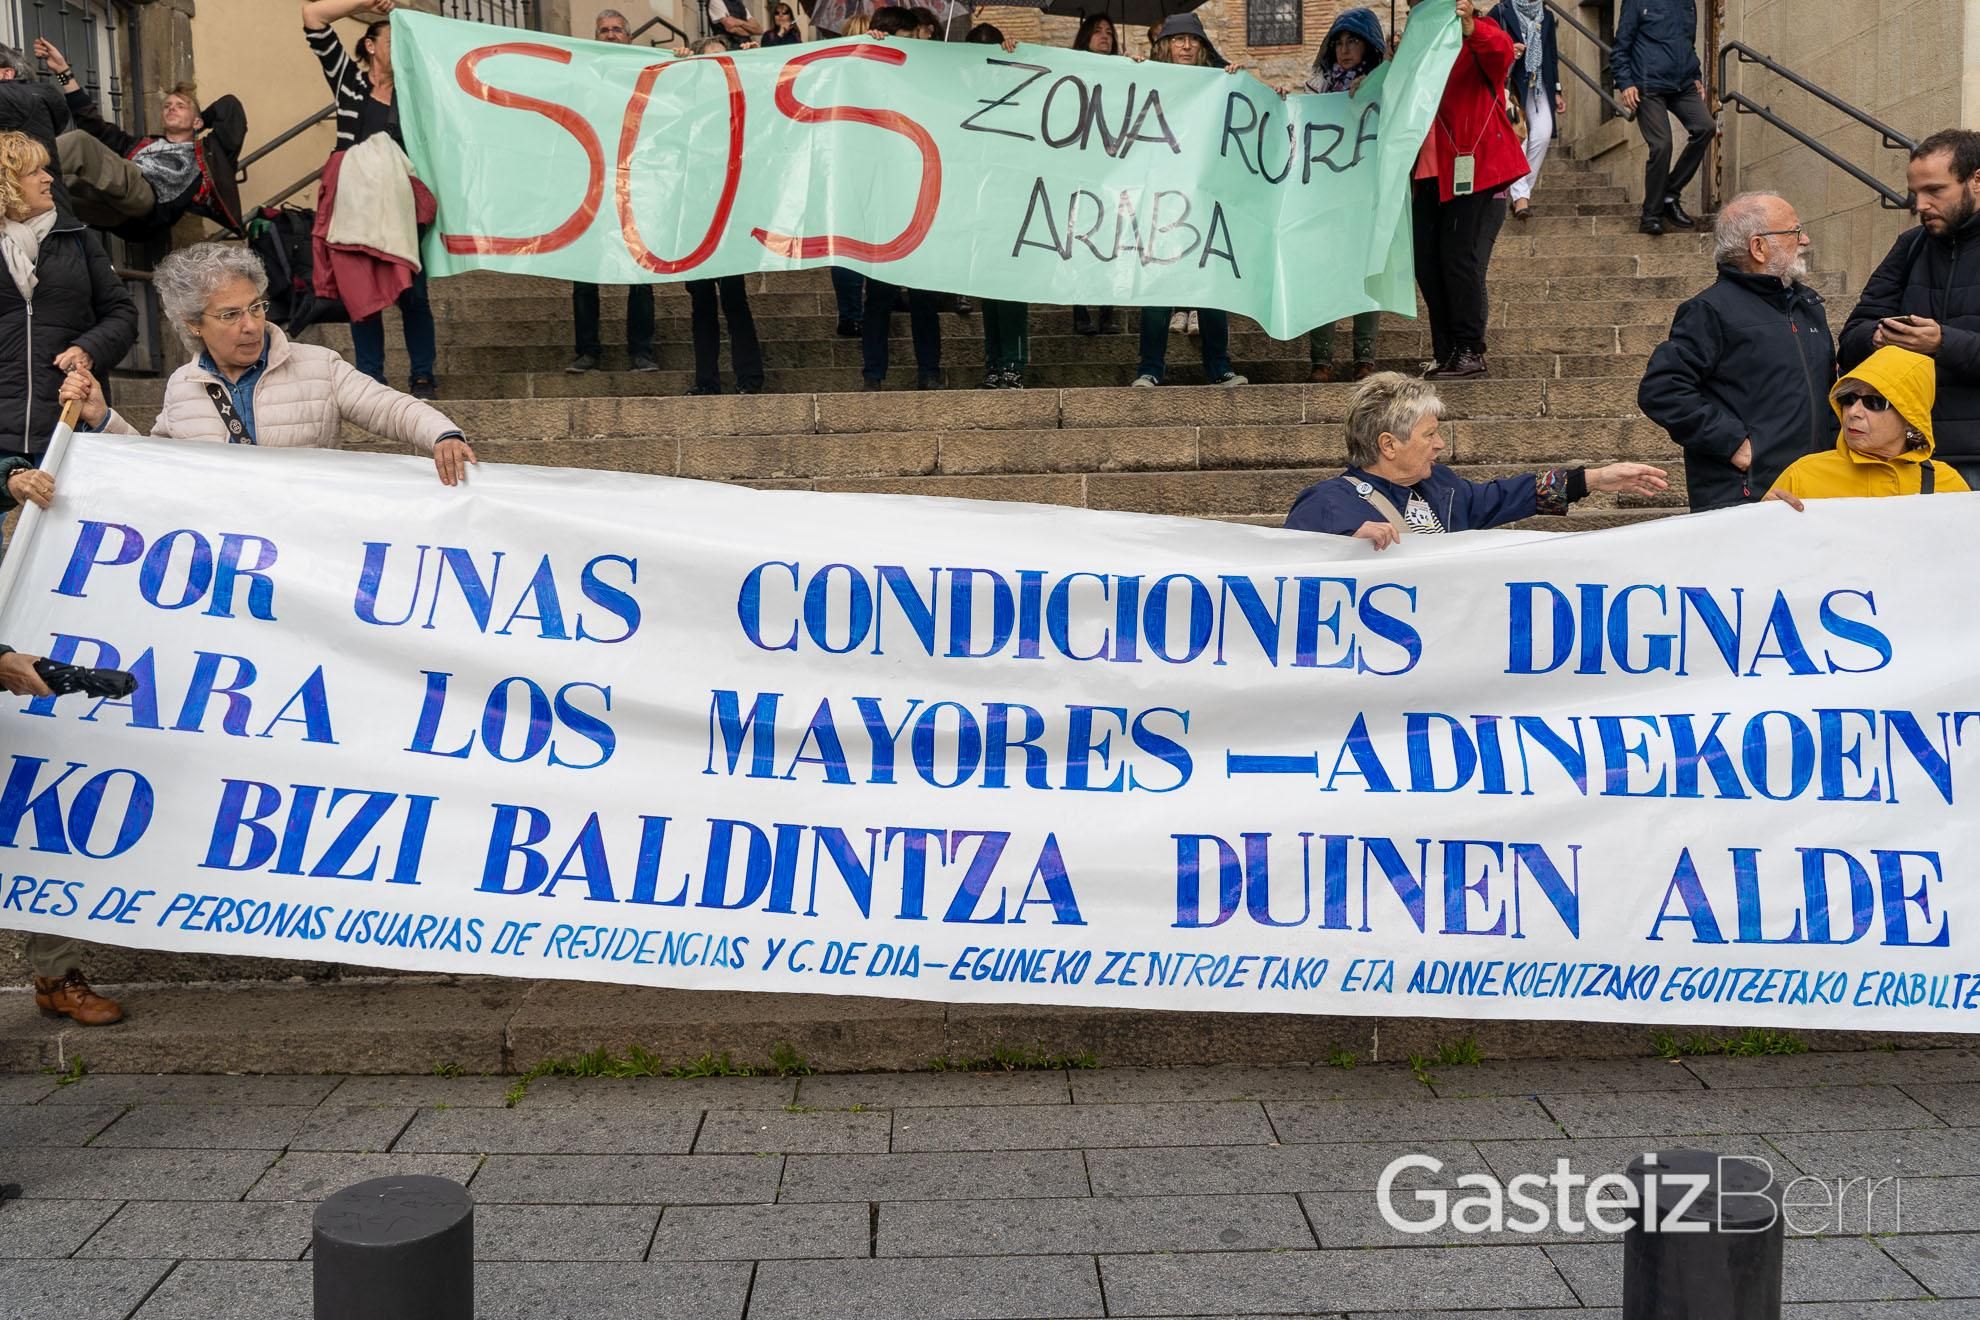 SOS ZONA RURA
ARABA
POR UNAS CONDICIONES DIGNAS
PARA LOS MAYORES – ADINEKOENT
KO BIZI BALDINTZA DUINEN ALDE
ARES DE PERSONAS USUARIAS DE RESIDENCIAS Y C. DE DIA – EGUNEKO ZENTROETAKO ETA ADINEKOENTZAKO EGOITZETAKO ERABILTZ
GasteizBerri